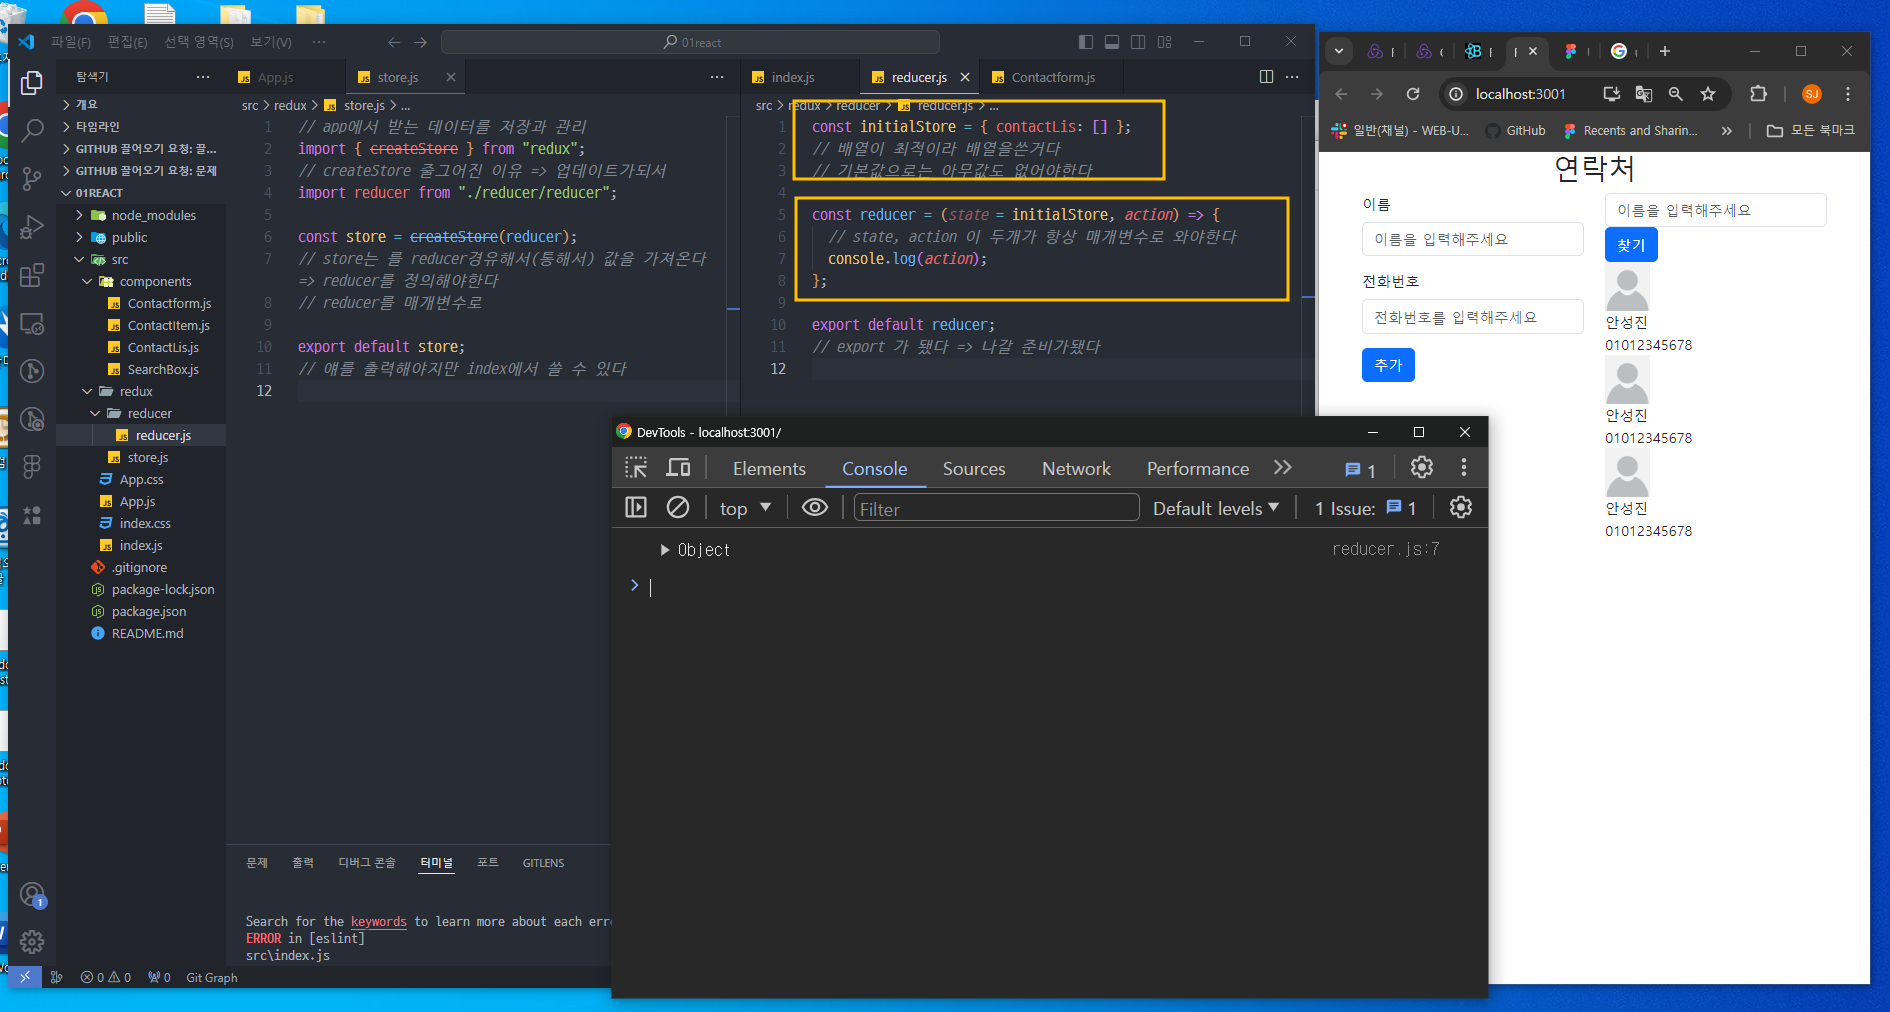 파일(F) 편집(E) 선택 영역(S) 보기(V) ···
01react
탐색기
개요
타임라인
GITHUB 끌어오기 요청: 끌...
GITHUB 끌어오기 요청: 문제
01REACT
node_modules
public
src
components
Contactform.js
ContactItem.js
ContactLis.js
SearchBox.js
redux
reducer
reducer.js
store.js
App.css
App.js
index.css
index.js
.gitignore
package-lock.json
package.json
README.md
App.js store.js
src > redux > store.js > ...
1 // app에서 받는 데이터를 저장과 관리
2 import { createStore } from "redux";
3 // createStore 줄그어진 이유 => 업데이트가되서
4 import reducer from "./reducer/reducer";
5
6 const store = createStore(reducer);
7 // store는 를 reducer경유해서(통해서) 값을 가져온다
=> reducer를 정의해야한다
8 // reducer를 매개변수로
9
10 export default store;
11 // 얘를 출력해야지만 index에서 쓸 수 있다
12
index.js reducer.js Contactform.js
src > redux > reducer > reducer.js > ...
1 const initialStore = { contactLis: [] };
2 // 배열이 최적이라 배열을쓴거다
3 // 기본값으로는 아무값도 없어야한다
4
5 const reducer = (state = initialStore, action) => {
6 // state, action 이 두개가 항상 매개변수로 와야한다
7 console.log(action);
8 };
9
10 export default reducer;
11 // export 가 됐다 => 나갈 준비가됐다
12
문제 출력 디버그 콘솔 터미널 포트 GITLENS
Search for the keywords to learn more about each erro
ERROR in [eslint]
src\index.js
1
0 0 0 Git Graph
DevTools - localhost:3001/
Elements Console Sources Network Performance 1
top Filter Default levels 1 Issue: 1
Object reducer.js:7
localhost:3001
SJ
일반(채널) - WEB-U... GitHub Recents and Sharin... 모든 북마크
연락처
이름
이름을 입력해주세요
전화번호
전화번호를 입력해주세요
추가
이름을 입력해주세요
찾기
안성진
01012345678
안성진
01012345678
안성진
01012345678